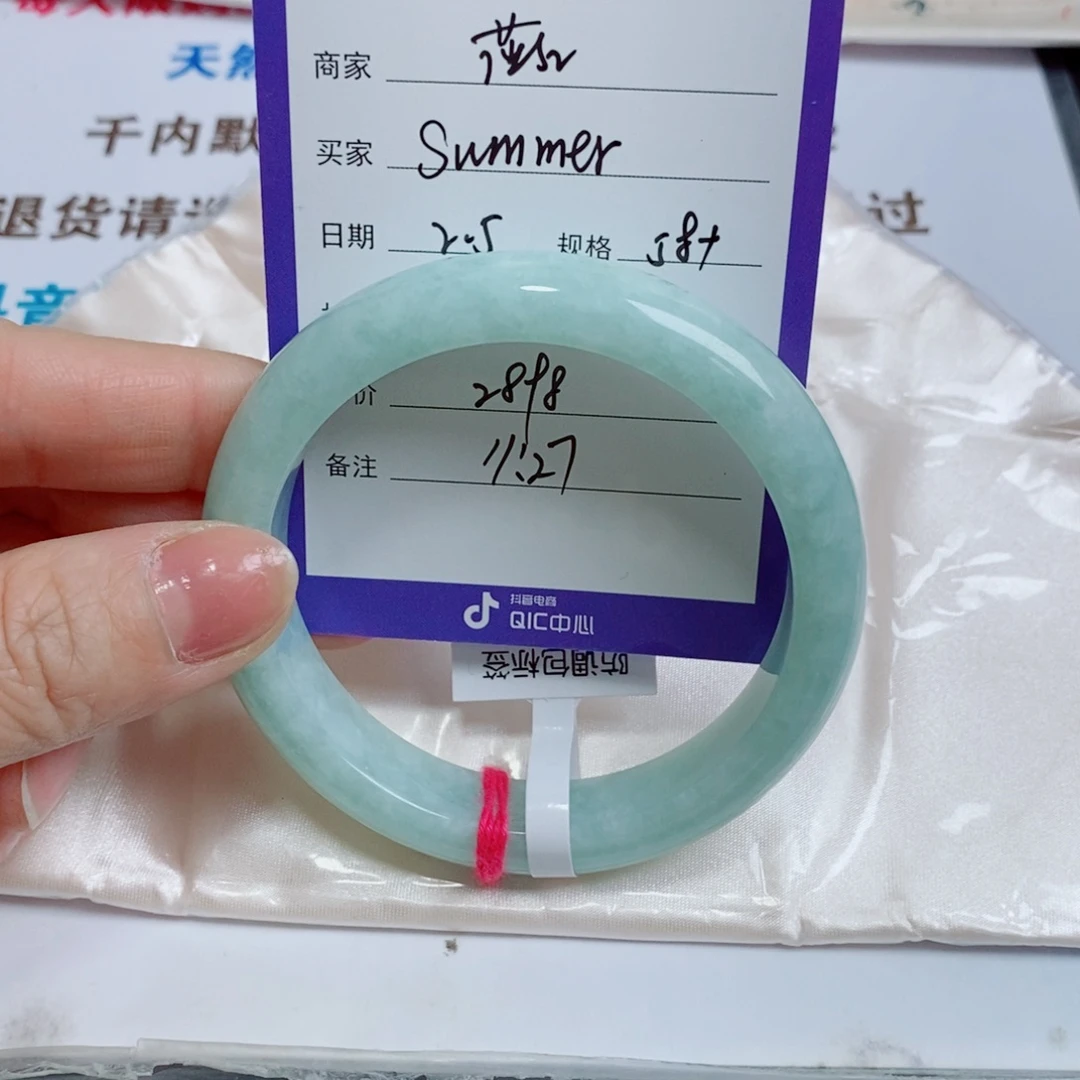 天然
千内默
退货请
过
音
商家
买家 Summer
日期 2.5 规格 58+
价 2898
备注 11:27
抖音电商
QIC中心
防调包标签